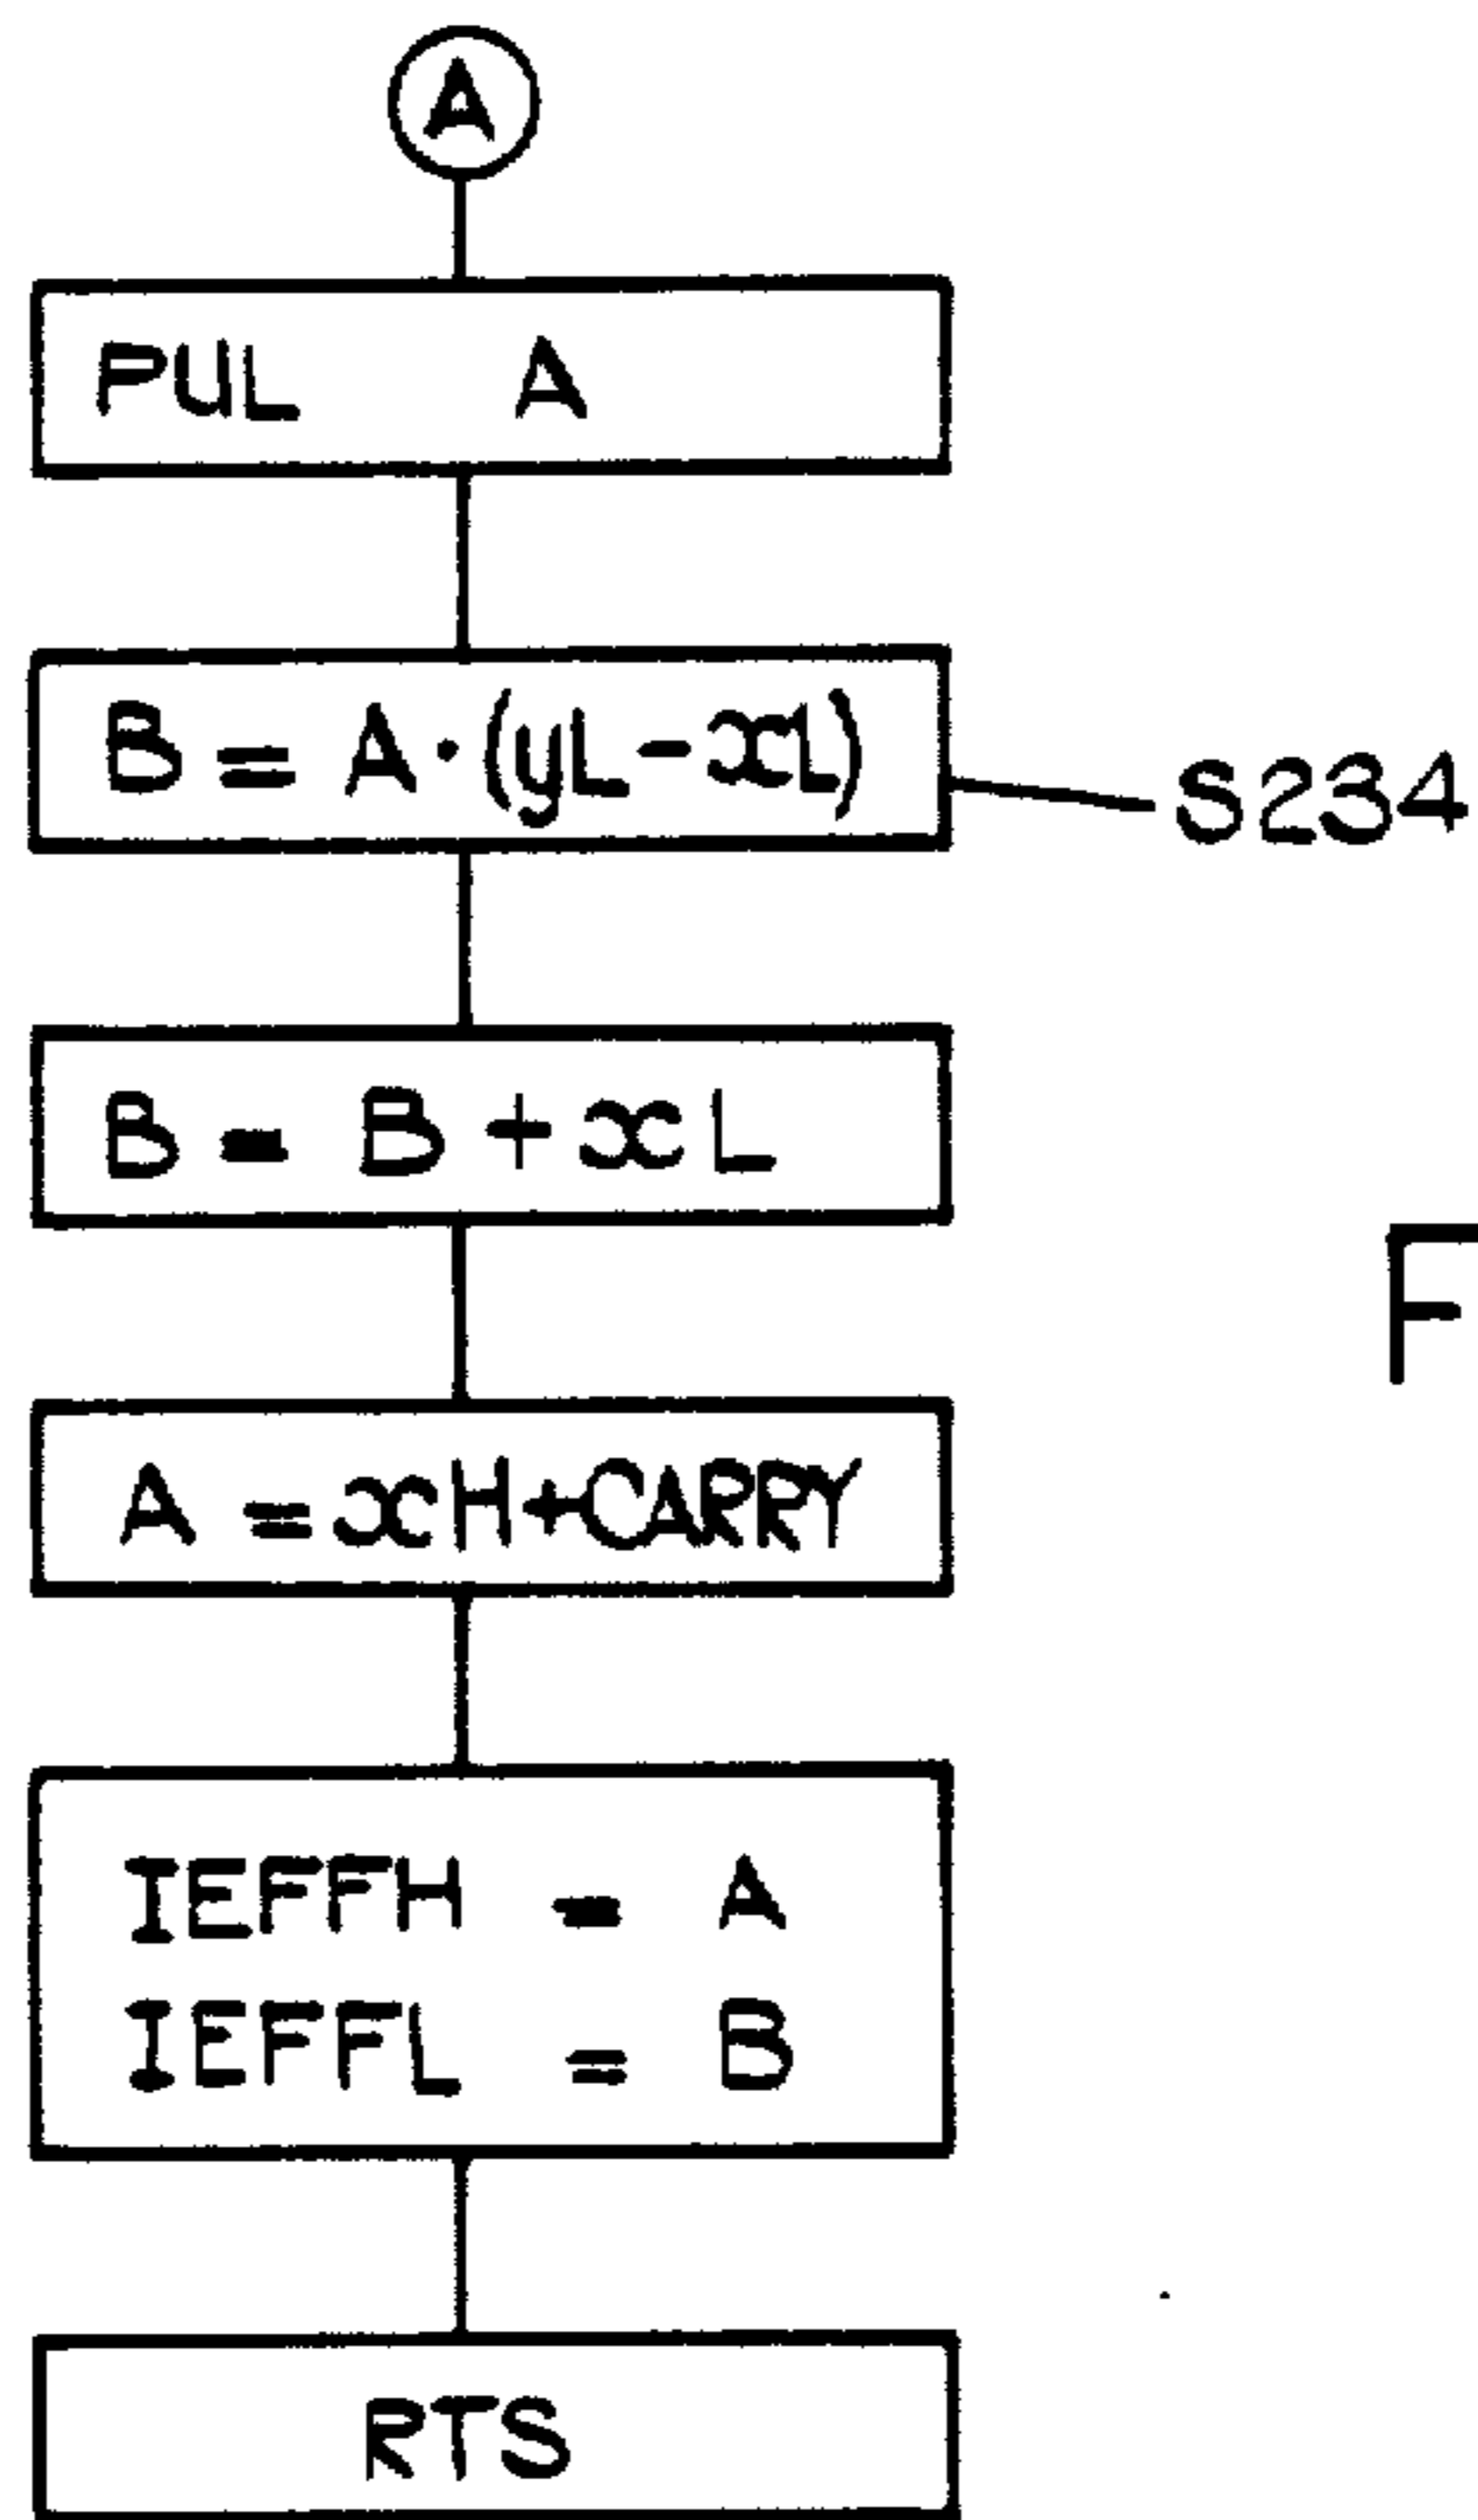 A
PUL A
B = A·(yL-xL)
S234
B = B + xL
F
A = xH+CARRY
IEFFH = A
IEFFL = B
RTS